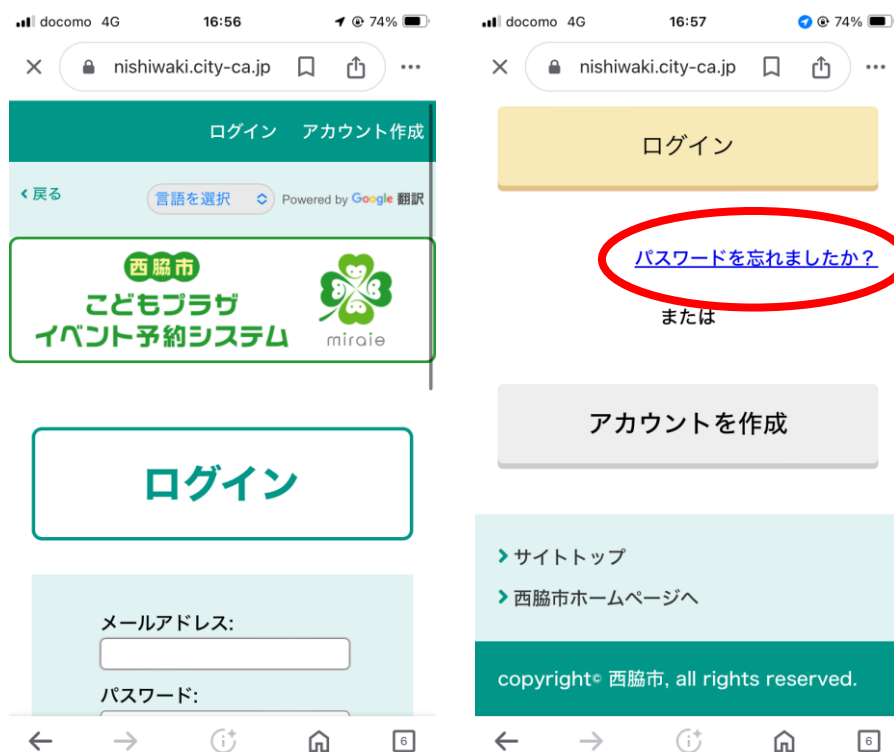 docomo 4G 16:56 74%
nishiwaki.city-ca.jp
ログイン アカウント作成
戻る
言語を選択 Powered by Google 翻訳
西脇市
こどもプラザ
イベント予約システム
miraie
ログイン
メールアドレス:
パスワード:
6
docomo 4G 16:57 74%
nishiwaki.city-ca.jp
ログイン
パスワードを忘れましたか？
または
アカウントを作成
サイトトップ
西脇市ホームページへ
copyright© 西脇市, all rights reserved.
6